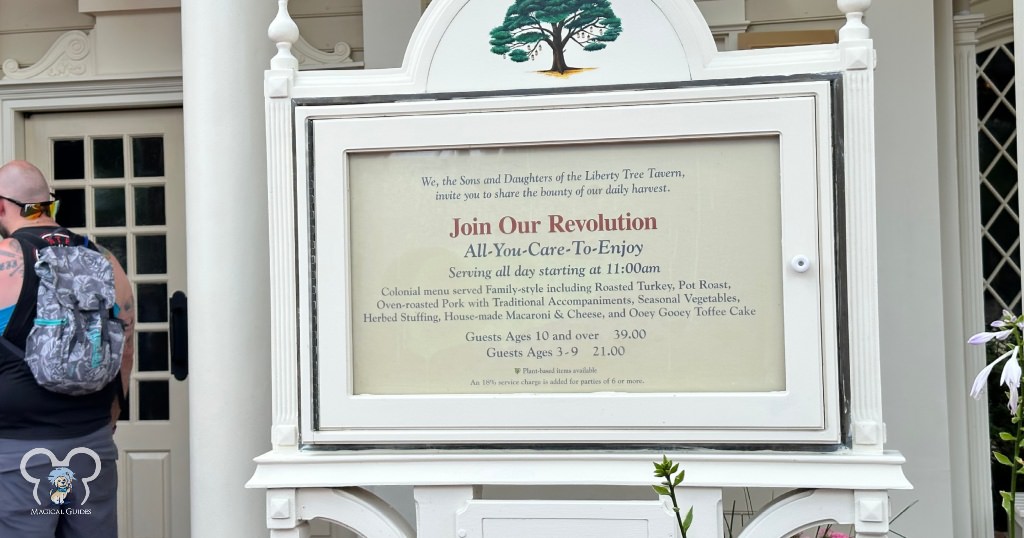 We, the Sons and Daughters of the Liberty Tree Tavern,
invite you to share the bounty of our daily harvest.
Join Our Revolution
All-You-Care-To-Enjoy
Serving all day starting at 11:00am
Colonial menu served Family-style including Roasted Turkey, Pot Roast,
Oven-roasted Pork with Traditional Accompaniments, Seasonal Vegetables,
Herbed Stuffing, House-made Macaroni & Cheese, and Ooey Gooey Toffee Cake
Guests Ages 10 and over 39.00
Guests Ages 3-9 21.00
Plant-based items available
An 18% service charge is added for parties of 6 or more.
MAGICAL GUIDES